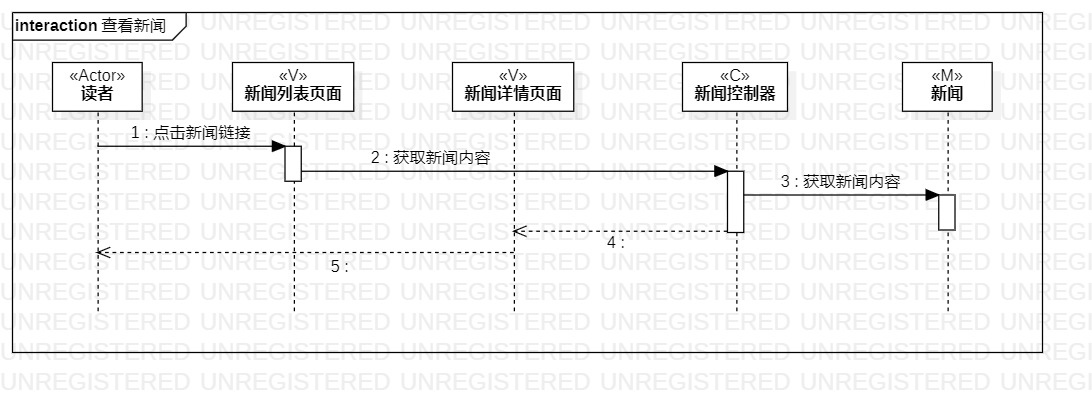 interaction 查看新闻
«Actor»
读者
«V»
新闻列表页面
«V»
新闻详情页面
«C»
新闻控制器
«M»
新闻
1 : 点击新闻链接
2 : 获取新闻内容
3 : 获取新闻内容
4 :
5 :
UNREGISTERED UNREGISTERED UNREGISTERED UNREGISTERED UNREGISTERED UNREGISTERED